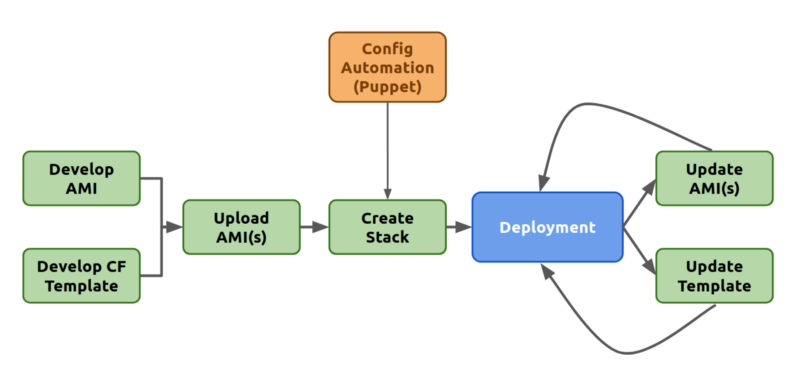 Config
Automation
(Puppet)
Develop
AMI
Develop CF
Template
Upload
AMI(s)
Create
Stack
Deployment
Update
AMI(s)
Update
Template